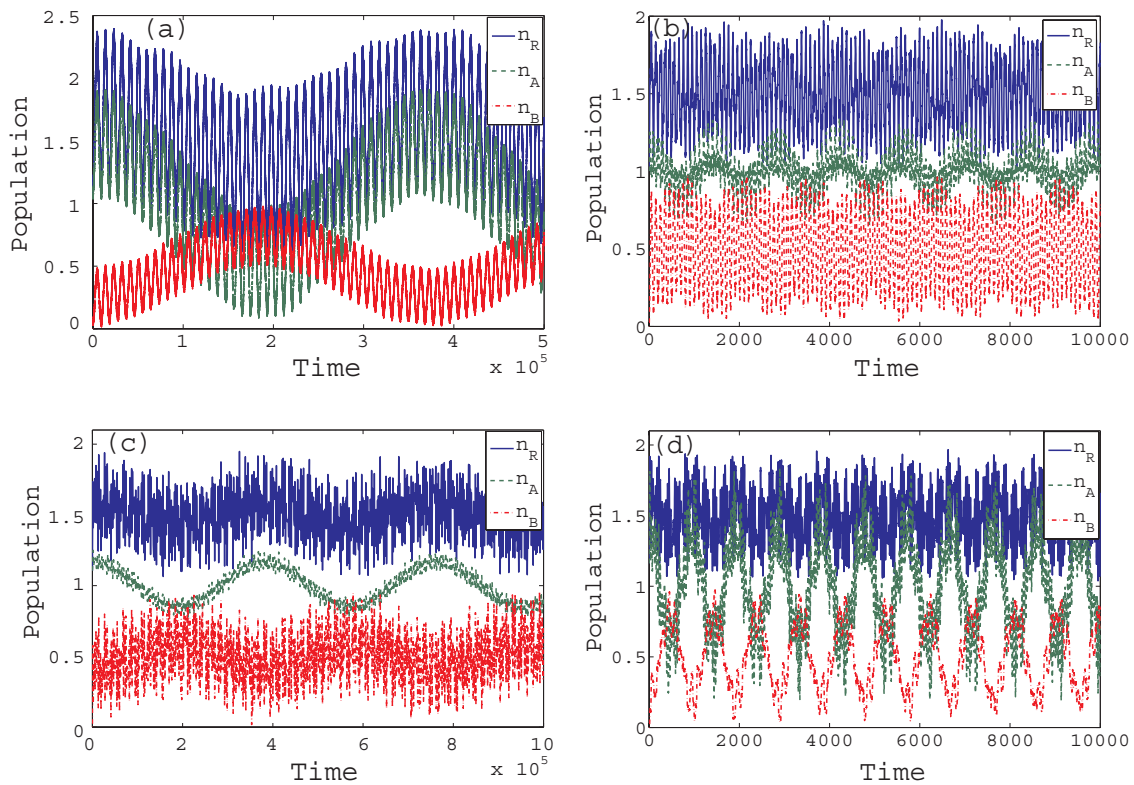 (a)
2.5
2
1.5
1
0.5
0
Population
n_R
n_A
n_B
0 1 2 3 4 5
Time
x 10^5
(b)
2
1.5
1
0.5
0
Population
n_R
n_A
n_B
0 2000 4000 6000 8000 10000
Time
(c)
2
1.5
1
0.5
0
Population
n_R
n_A
n_B
0 2 4 6 8 10
Time
x 10^5
(d)
2
1.5
1
0.5
0
Population
n_R
n_A
n_B
0 2000 4000 6000 8000 10000
Time